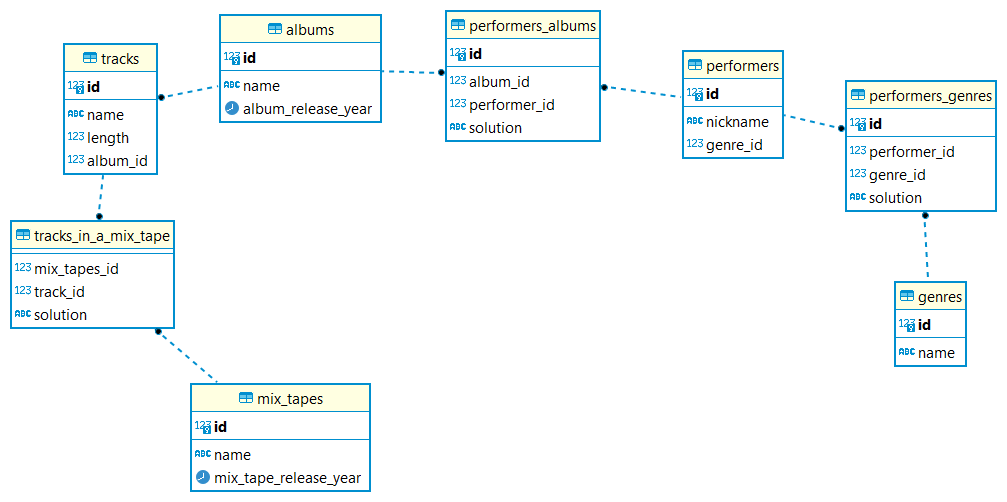 tracks
123 id
ABC name
123 length
123 album_id
albums
123 id
ABC name
album_release_year
performers_albums
123 id
123 album_id
123 performer_id
ABC solution
performers
123 id
ABC nickname
123 genre_id
performers_genres
123 id
123 performer_id
123 genre_id
ABC solution
tracks_in_a_mix_tape
123 mix_tapes_id
123 track_id
ABC solution
genres
123 id
ABC name
mix_tapes
123 id
ABC name
mix_tape_release_year